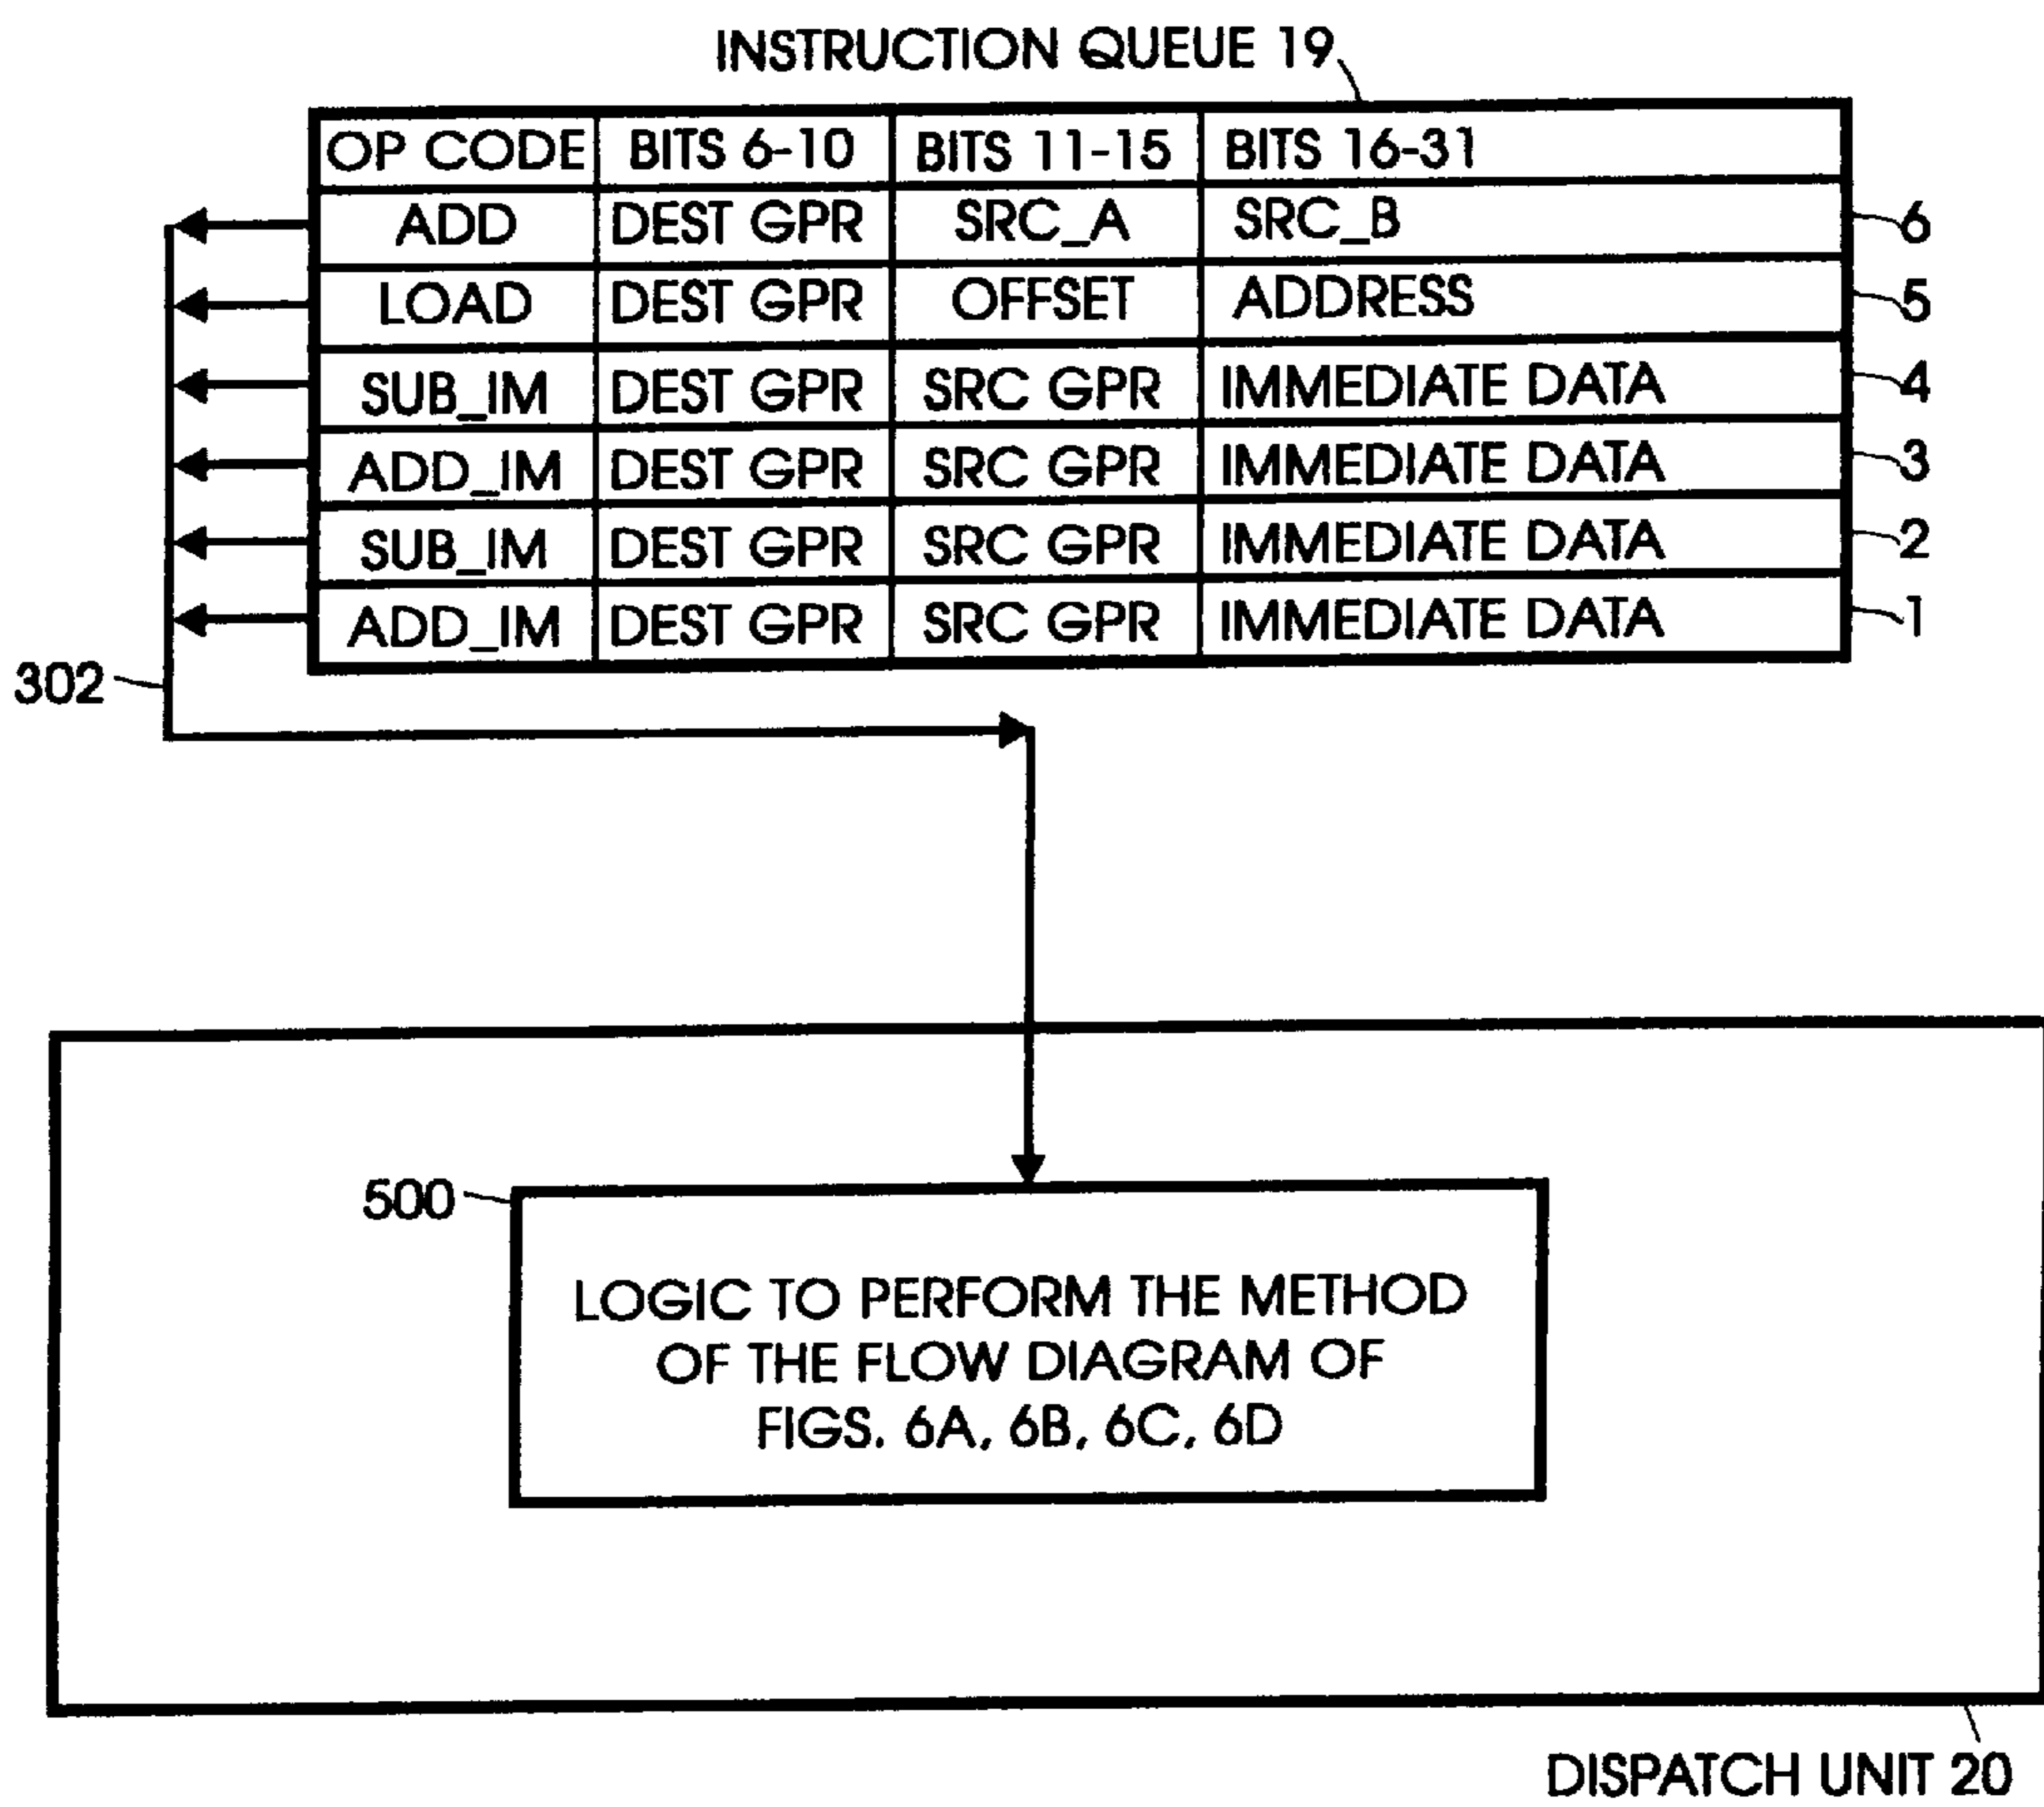 INSTRUCTION QUEUE 19
OP CODE BITS 6-10 BITS 11-15 BITS 16-31
ADD DEST GPR SRC_A SRC_B 6
LOAD DEST GPR OFFSET ADDRESS 5
SUB_IM DEST GPR SRC GPR IMMEDIATE DATA 4
ADD_IM DEST GPR SRC GPR IMMEDIATE DATA 3
SUB_IM DEST GPR SRC GPR IMMEDIATE DATA 2
ADD_IM DEST GPR SRC GPR IMMEDIATE DATA 1
302
500
LOGIC TO PERFORM THE METHOD
OF THE FLOW DIAGRAM OF
FIGS. 6A, 6B, 6C, 6D
DISPATCH UNIT 20